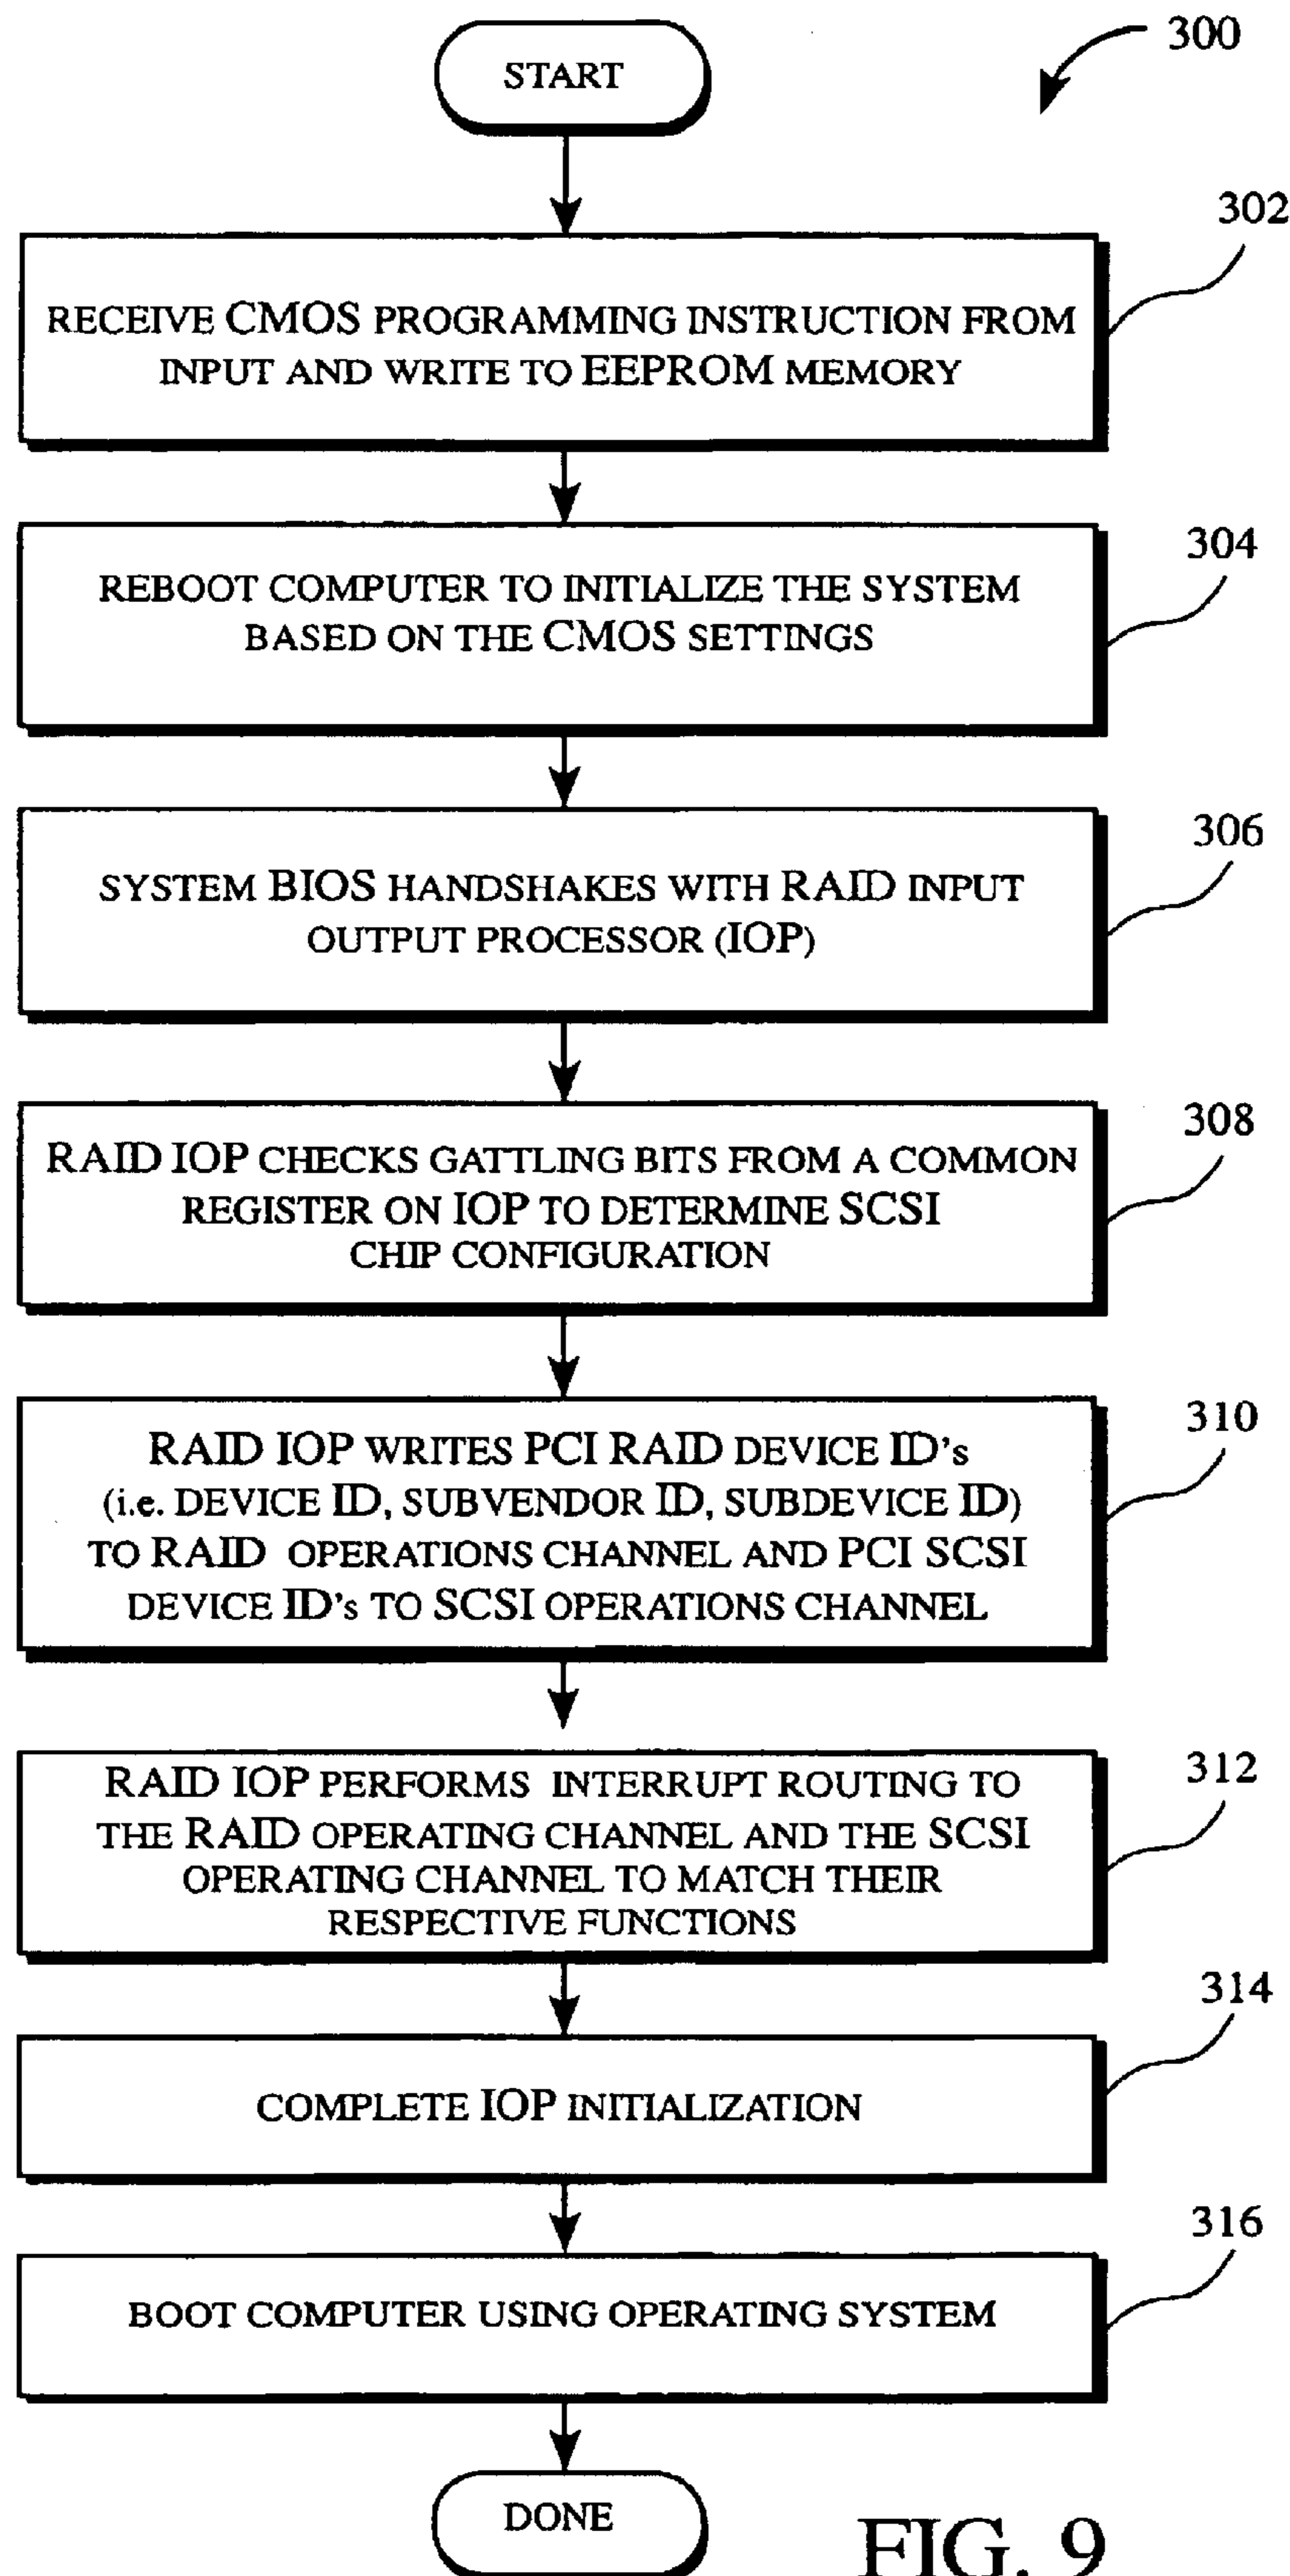 START
300
302
RECEIVE CMOS PROGRAMMING INSTRUCTION FROM
INPUT AND WRITE TO EEPROM MEMORY
304
REBOOT COMPUTER TO INITIALIZE THE SYSTEM
BASED ON THE CMOS SETTINGS
306
SYSTEM BIOS HANDSHAKES WITH RAID INPUT
OUTPUT PROCESSOR (IOP)
308
RAID IOP CHECKS GATTLING BITS FROM A COMMON
REGISTER ON IOP TO DETERMINE SCSI
CHIP CONFIGURATION
310
RAID IOP WRITES PCI RAID DEVICE ID's
(i.e. DEVICE ID, SUBVENDOR ID, SUBDEVICE ID)
TO RAID OPERATIONS CHANNEL AND PCI SCSI
DEVICE ID's TO SCSI OPERATIONS CHANNEL
312
RAID IOP PERFORMS INTERRUPT ROUTING TO
THE RAID OPERATING CHANNEL AND THE SCSI
OPERATING CHANNEL TO MATCH THEIR
RESPECTIVE FUNCTIONS
314
COMPLETE IOP INITIALIZATION
316
BOOT COMPUTER USING OPERATING SYSTEM
DONE
FIG. 9